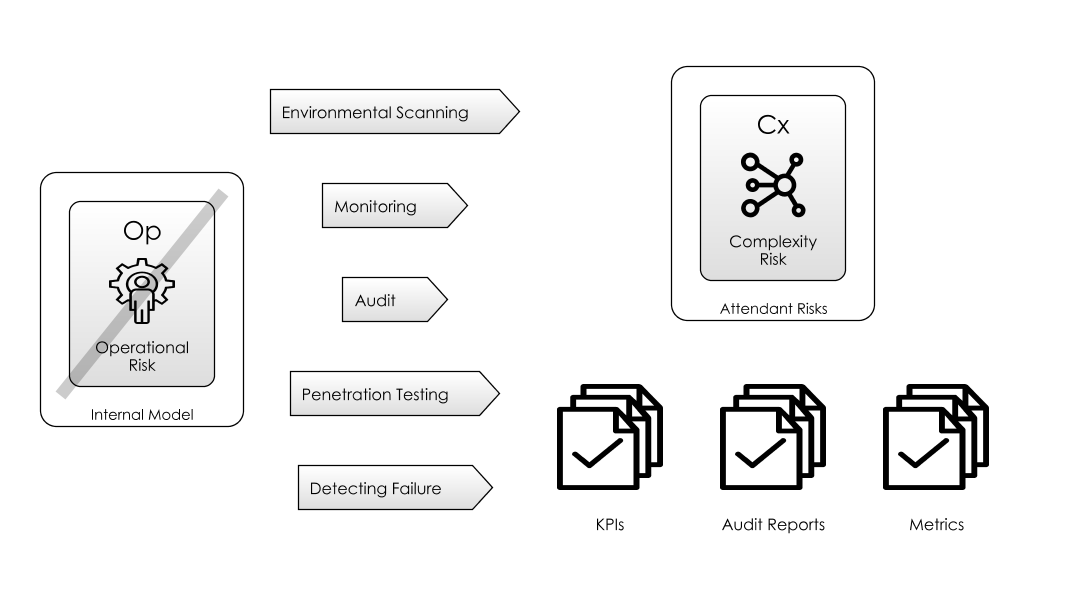 Op
Operational
Risk
Internal Model
Environmental Scanning
Monitoring
Audit
Penetration Testing
Detecting Failure
Cx
Complexity
Risk
Attendant Risks
KPIs
Audit Reports
Metrics